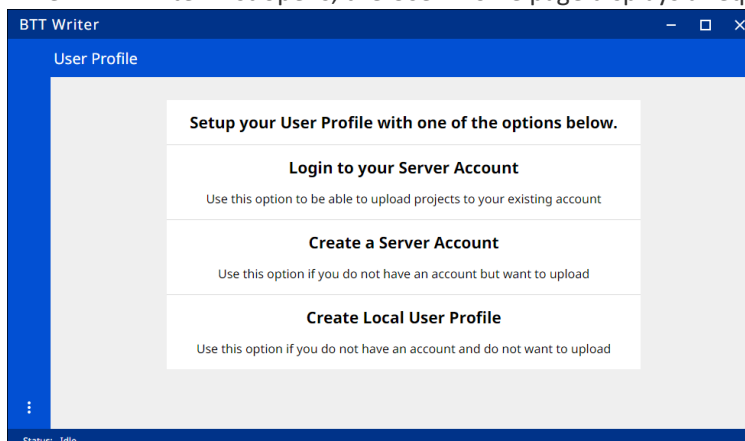 BTT Writer
User Profile
Setup your User Profile with one of the options below.
Login to your Server Account
Use this option to be able to upload projects to your existing account
Create a Server Account
Use this option if you do not have an account but want to upload
Create Local User Profile
Use this option if you do not have an account and do not want to upload
Status: Idle